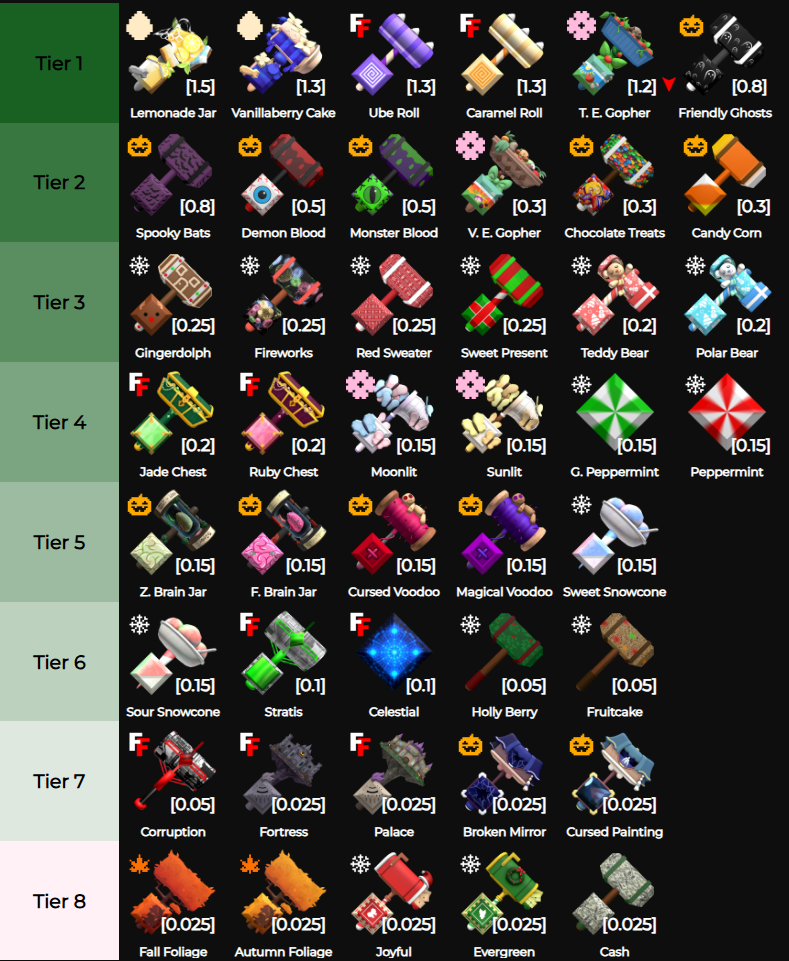 Tier 1
[1.5] [1.3] FF [1.3] FF [1.3] [1.2] [0.8]
Lemonade Jar Vanillaberry Cake Ube Roll Caramel Roll T. E. Gopher Friendly Ghosts
Tier 2
[0.8] [0.5] [0.5] [0.3] [0.3] [0.3]
Spooky Bats Demon Blood Monster Blood V. E. Gopher Chocolate Treats Candy Corn
Tier 3
[0.25] [0.25] [0.25] [0.25] [0.2] [0.2]
Gingerdolph Fireworks Red Sweater Sweet Present Teddy Bear Polar Bear
Tier 4
FF [0.2] FF [0.2] [0.15] [0.15] [0.15] [0.15]
Jade Chest Ruby Chest Moonlit Sunlit G. Peppermint Peppermint
Tier 5
[0.15] [0.15] [0.15] [0.15] [0.15]
Z. Brain Jar F. Brain Jar Cursed Voodoo Magical Voodoo Sweet Snowcone
Tier 6
[0.15] FF [0.1] FF [0.1] [0.05] [0.05]
Sour Snowcone Stratis Celestial Holly Berry Fruitcake
Tier 7
FF [0.05] FF [0.025] FF [0.025] [0.025] [0.025]
Corruption Fortress Palace Broken Mirror Cursed Painting
Tier 8
[0.025] [0.025] [0.025] [0.025] [0.025]
Fall Foliage Autumn Foliage Joyful Evergreen Cash